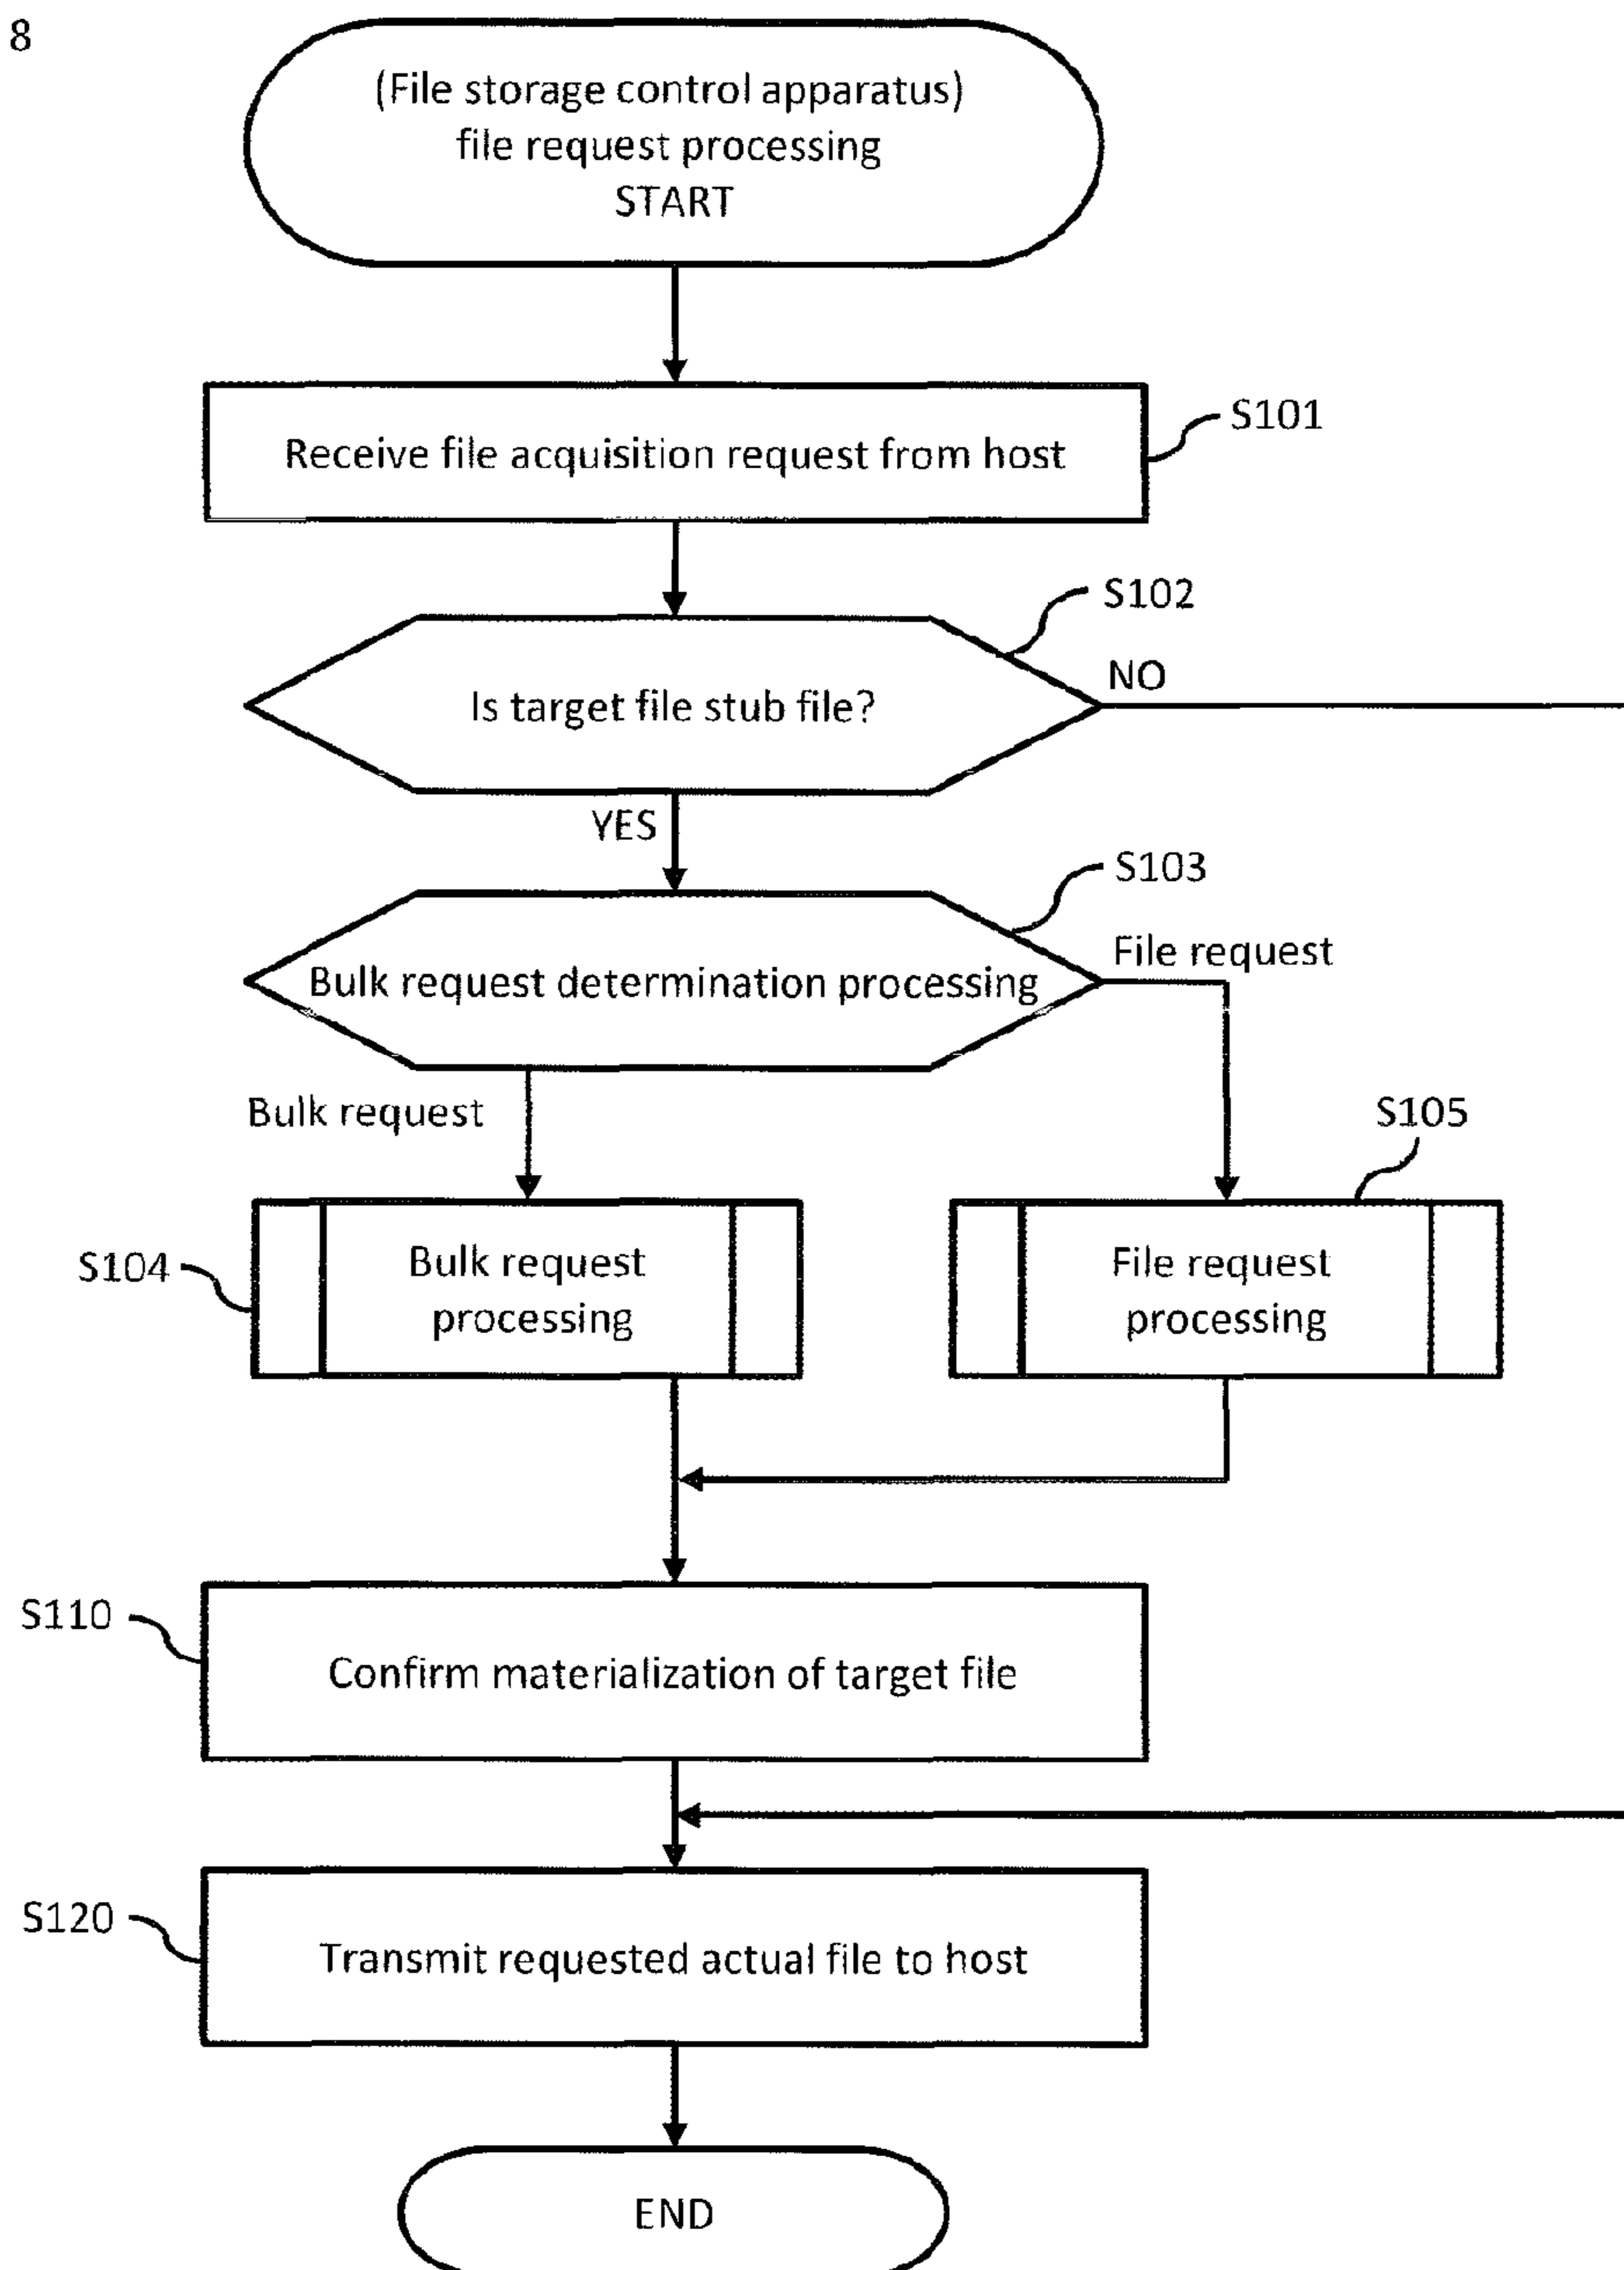 8
(File storage control apparatus)
file request processing
START
Receive file acquisition request from host
S101
S102
Is target file stub file?
NO
YES
S103
Bulk request determination processing
File request
Bulk request
S105
S104
Bulk request
processing
File request
processing
S110
Confirm materialization of target file
S120
Transmit requested actual file to host
END